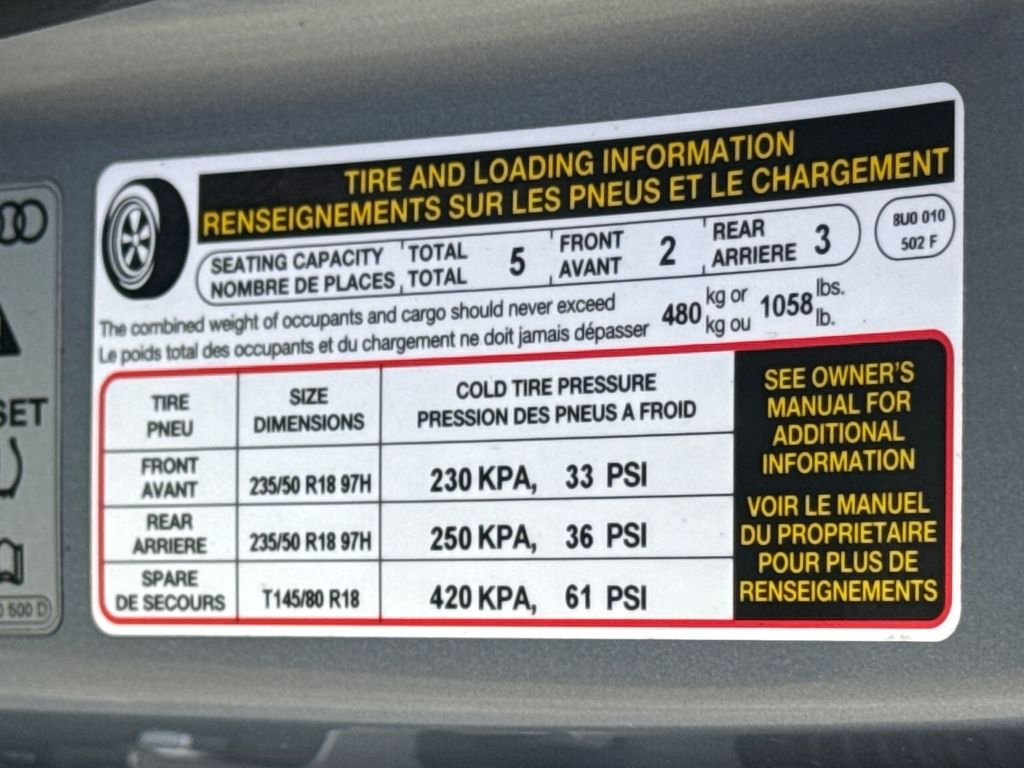 TIRE AND LOADING INFORMATION
RENSEIGNEMENTS SUR LES PNEUS ET LE CHARGEMENT
SEATING CAPACITY TOTAL 5 FRONT 2 REAR 3
NOMBRE DE PLACES TOTAL AVANT ARRIERE
8U0 010
502 F
The combined weight of occupants and cargo should never exceed 480 kg or 1058 lbs.
Le poids total des occupants et du chargement ne doit jamais dépasser kg ou lb.
TIRE
PNEU
SIZE
DIMENSIONS
COLD TIRE PRESSURE
PRESSION DES PNEUS A FROID
FRONT
AVANT
235/50 R18 97H
230 KPA, 33 PSI
REAR
ARRIERE
235/50 R18 97H
250 KPA, 36 PSI
SPARE
DE SECOURS
T145/80 R18
420 KPA, 61 PSI
SEE OWNER'S
MANUAL FOR
ADDITIONAL
INFORMATION
VOIR LE MANUEL
DU PROPRIETAIRE
POUR PLUS DE
RENSEIGNEMENTS
SET
500 D